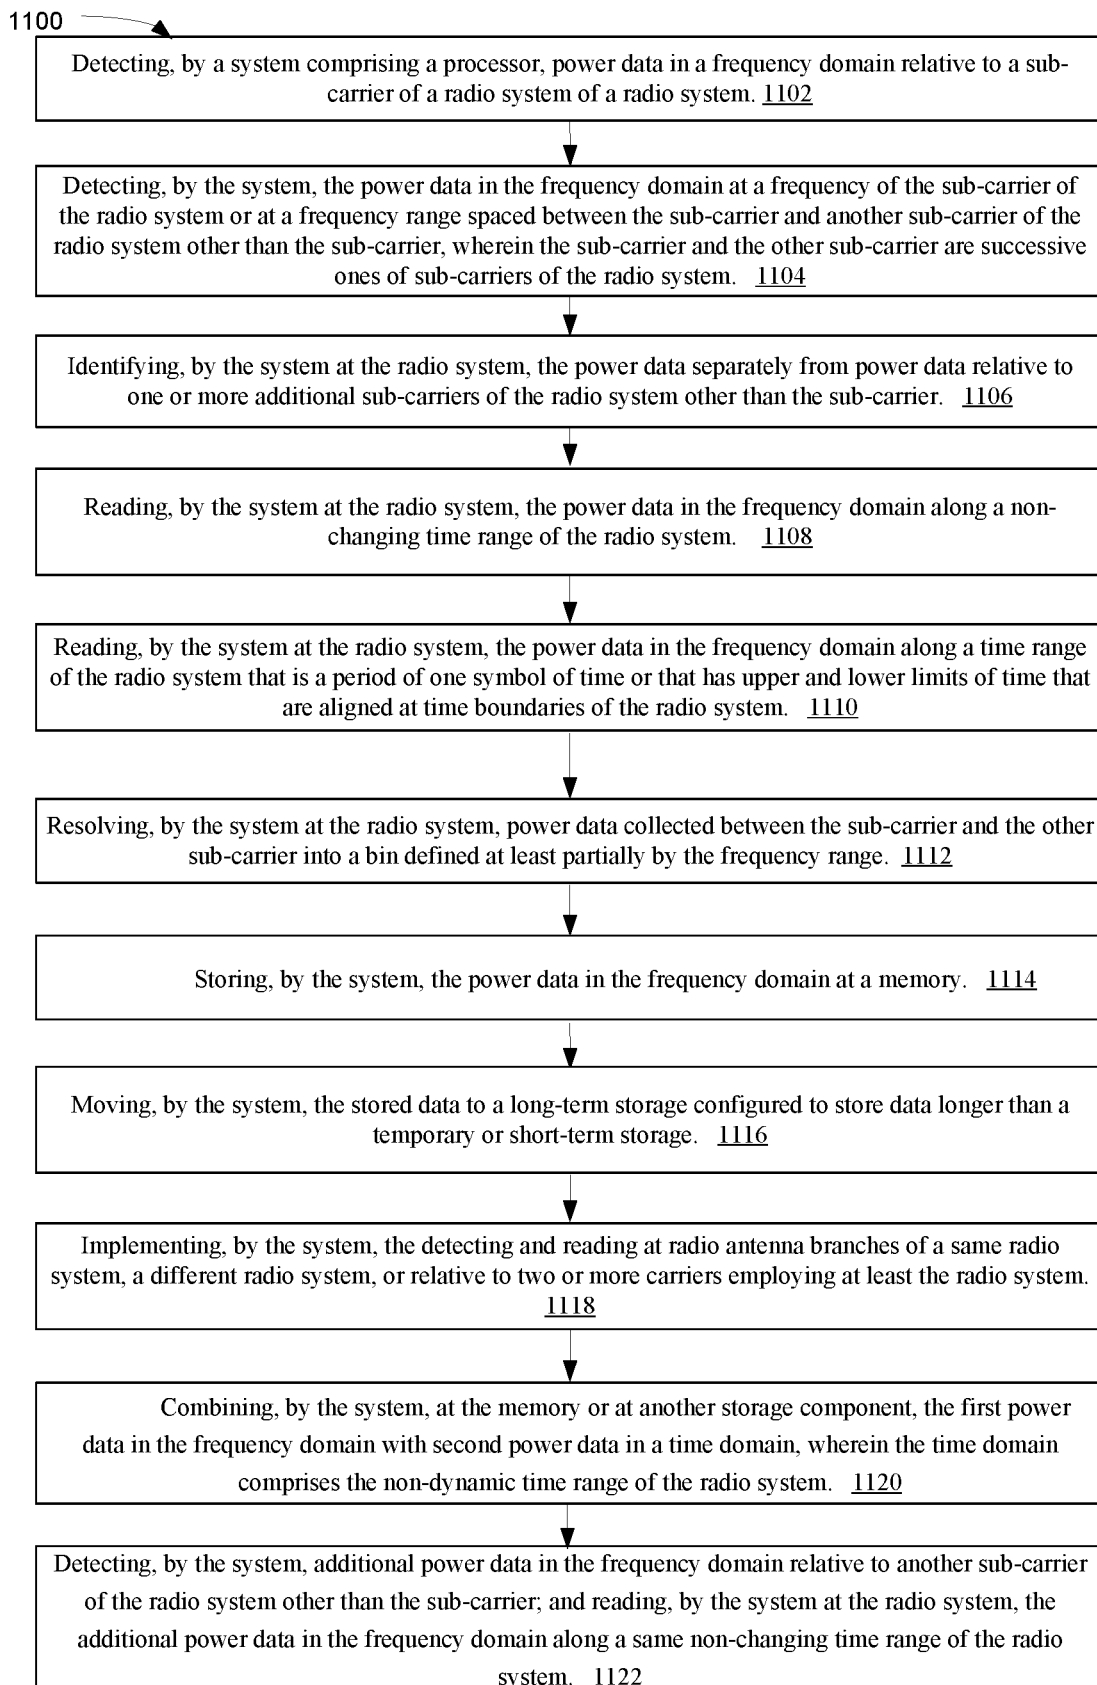 1100
Detecting, by a system comprising a processor, power data in a frequency domain relative to a sub-
carrier of a radio system of a radio system. 1102
Detecting, by the system, the power data in the frequency domain at a frequency of the sub-carrier of
the radio system or at a frequency range spaced between the sub-carrier and another sub-carrier of the
radio system other than the sub-carrier, wherein the sub-carrier and the other sub-carrier are successive
ones of sub-carriers of the radio system. 1104
Identifying, by the system at the radio system, the power data separately from power data relative to
one or more additional sub-carriers of the radio system other than the sub-carrier. 1106
Reading, by the system at the radio system, the power data in the frequency domain along a non-
changing time range of the radio system. 1108
Reading, by the system at the radio system, the power data in the frequency domain along a time range
of the radio system that is a period of one symbol of time or that has upper and lower limits of time that
are aligned at time boundaries of the radio system. 1110
Resolving, by the system at the radio system, power data collected between the sub-carrier and the other
sub-carrier into a bin defined at least partially by the frequency range. 1112
Storing, by the system, the power data in the frequency domain at a memory. 1114
Moving, by the system, the stored data to a long-term storage configured to store data longer than a
temporary or short-term storage. 1116
Implementing, by the system, the detecting and reading at radio antenna branches of a same radio
system, a different radio system, or relative to two or more carriers employing at least the radio system.
1118
Combining, by the system, at the memory or at another storage component, the first power
data in the frequency domain with second power data in a time domain, wherein the time domain
comprises the non-dynamic time range of the radio system. 1120
Detecting, by the system, additional power data in the frequency domain relative to another sub-carrier
of the radio system other than the sub-carrier; and reading, by the system at the radio system, the
additional power data in the frequency domain along a same non-changing time range of the radio
system. 1122